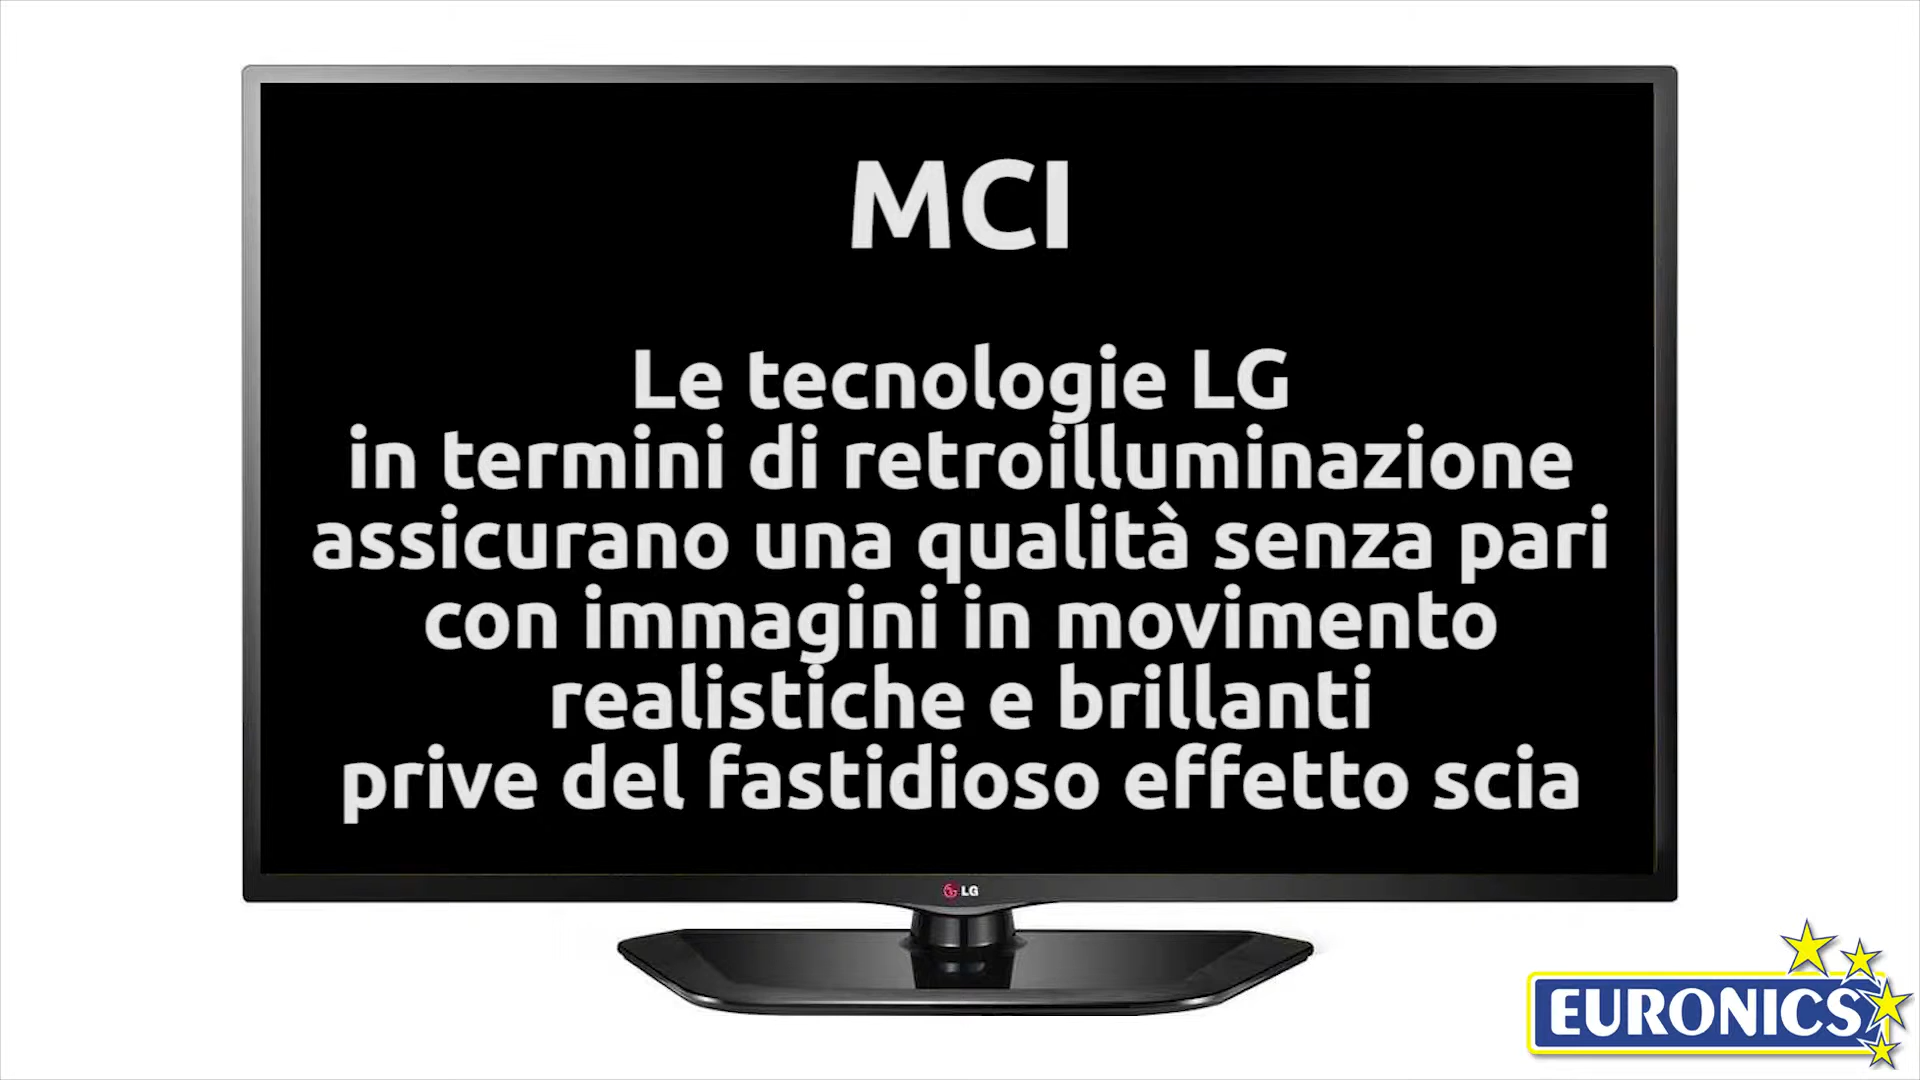 MCI
Le tecnologie LG
in termini di retroilluminazione
assicurano una qualità senza pari
con immagini in movimento
realistiche e brillanti
prive del fastidioso effetto scia
LG
EURONICS